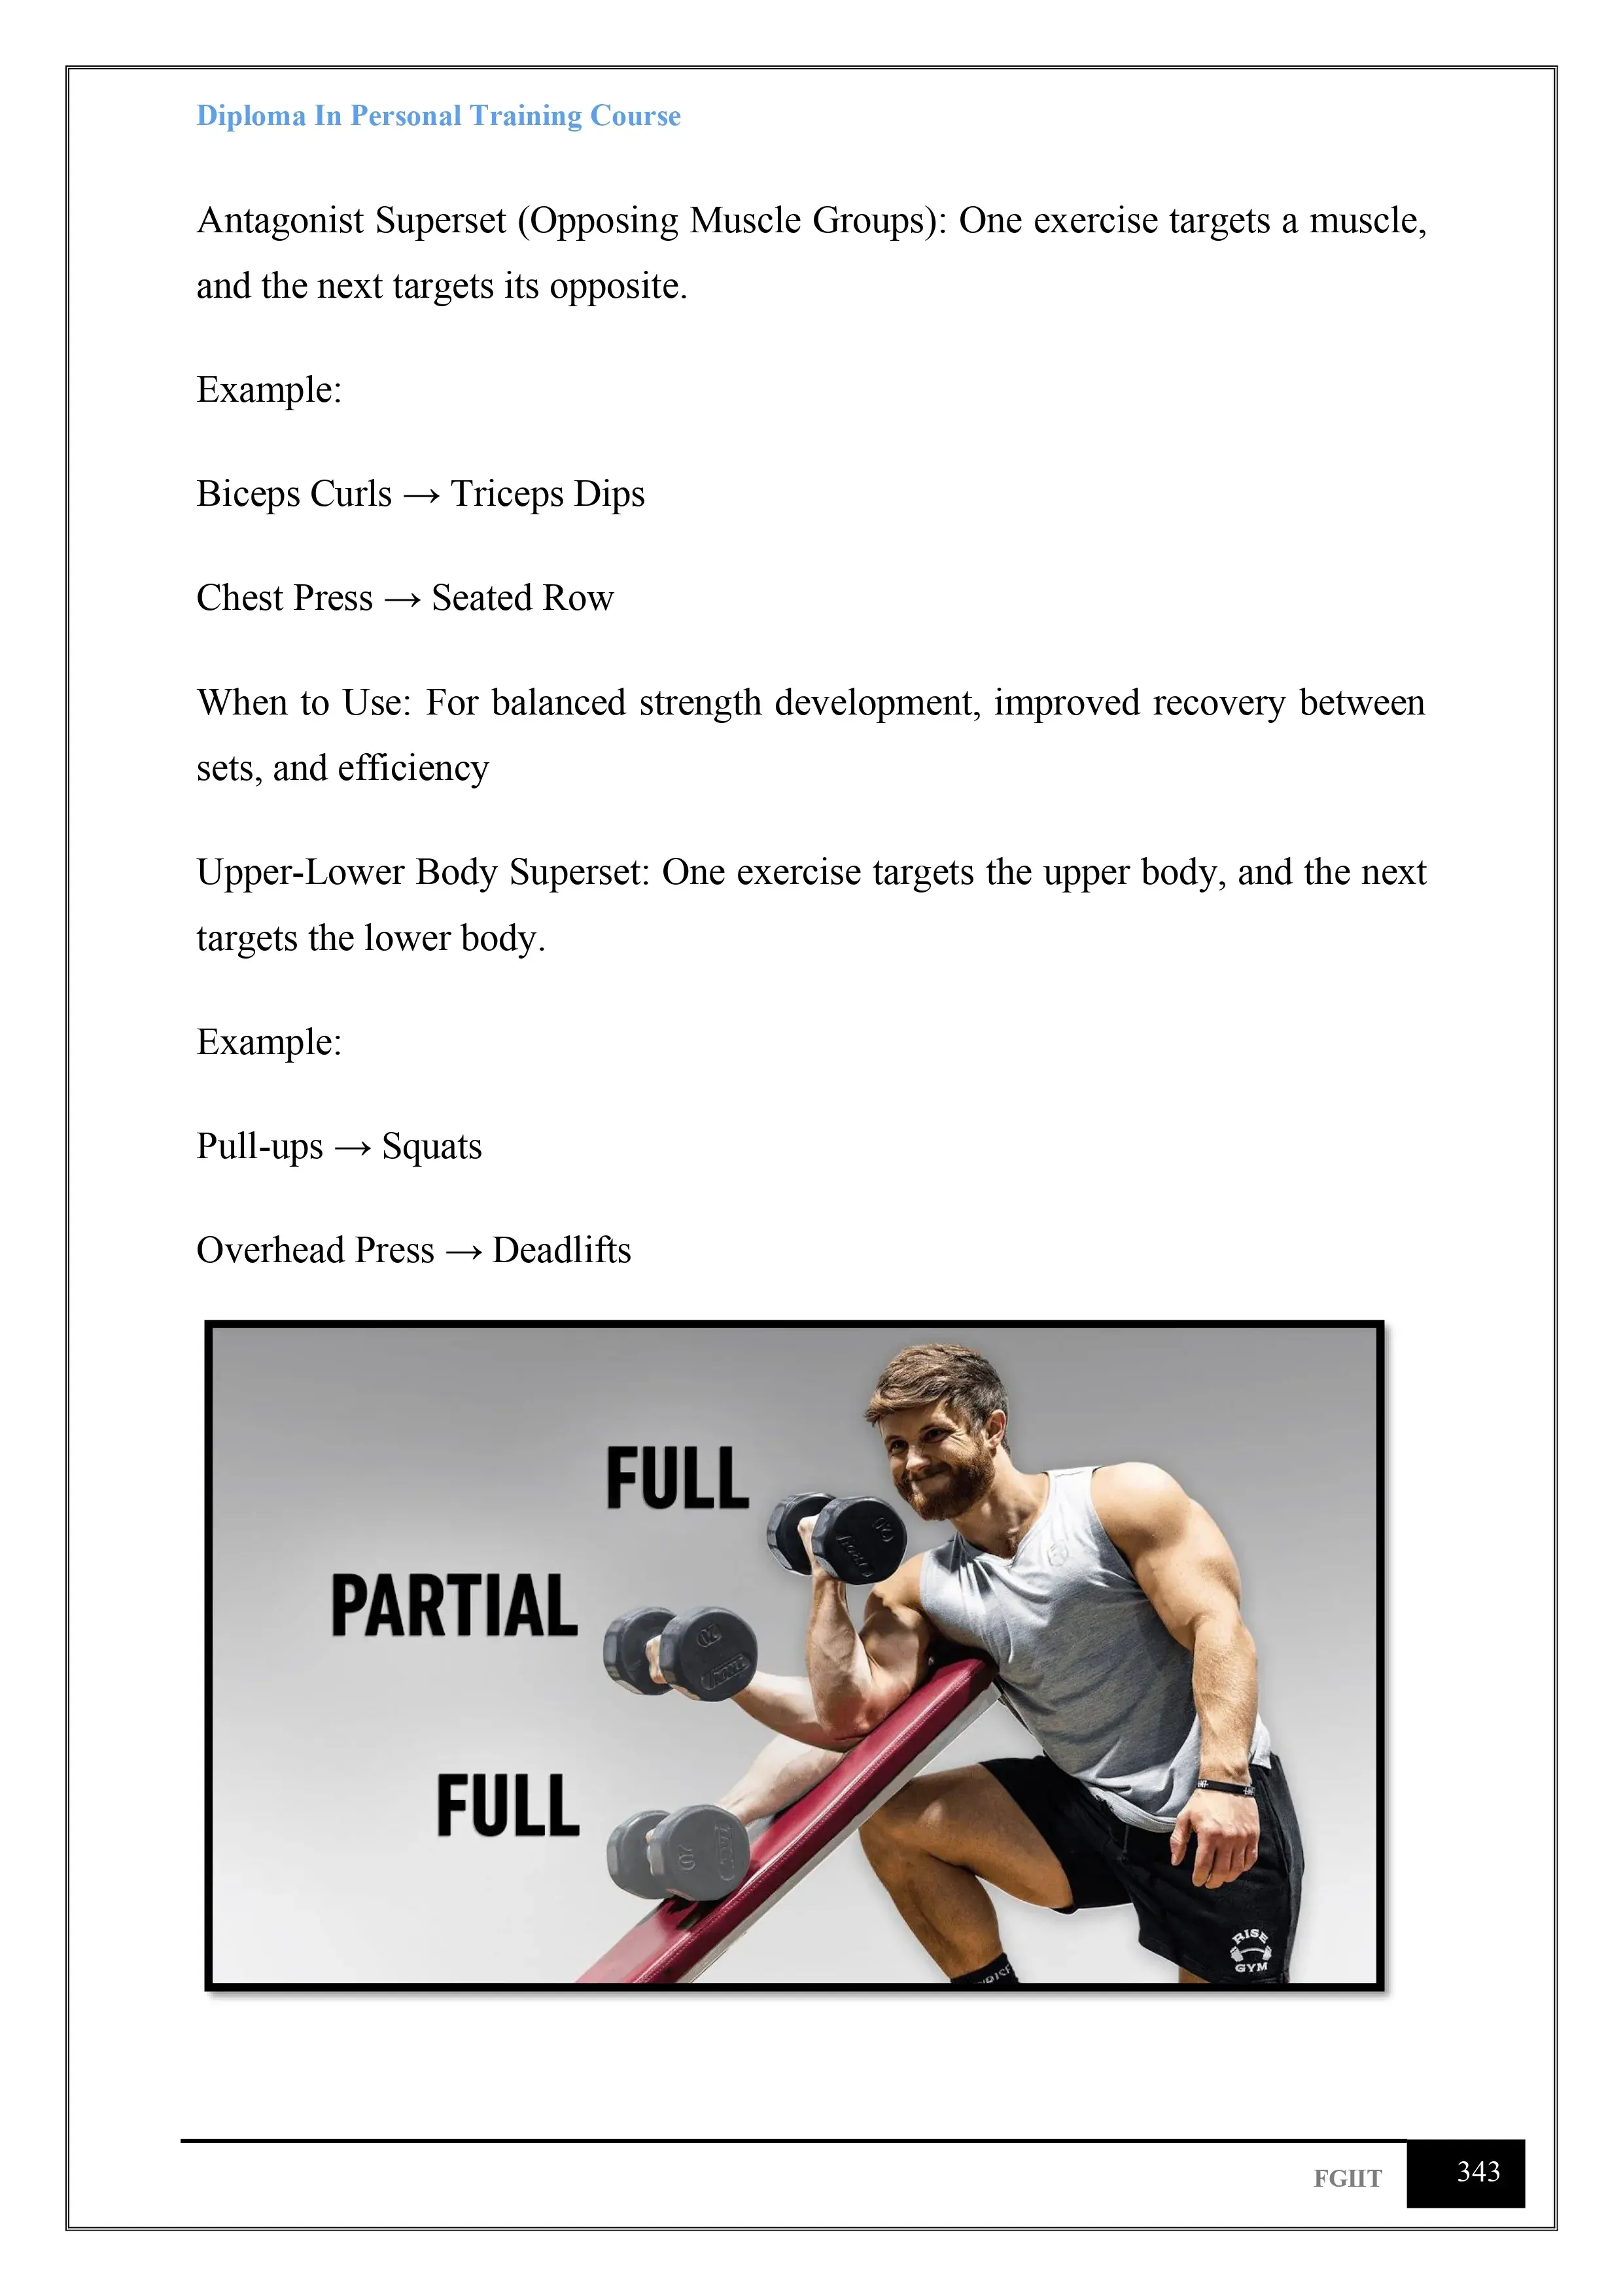 Diploma In Personal Training Course
Antagonist Superset (Opposing Muscle Groups): One exercise targets a muscle,
and the next targets its opposite.
Example:
Biceps Curls → Triceps Dips
Chest Press → Seated Row
When to Use: For balanced strength development, improved recovery between
sets, and efficiency
Upper-Lower Body Superset: One exercise targets the upper body, and the next
targets the lower body.
Example:
Pull-ups → Squats
Overhead Press → Deadlifts
FULL
PARTIAL
FULL
RISE
GYM
FGIIT
343